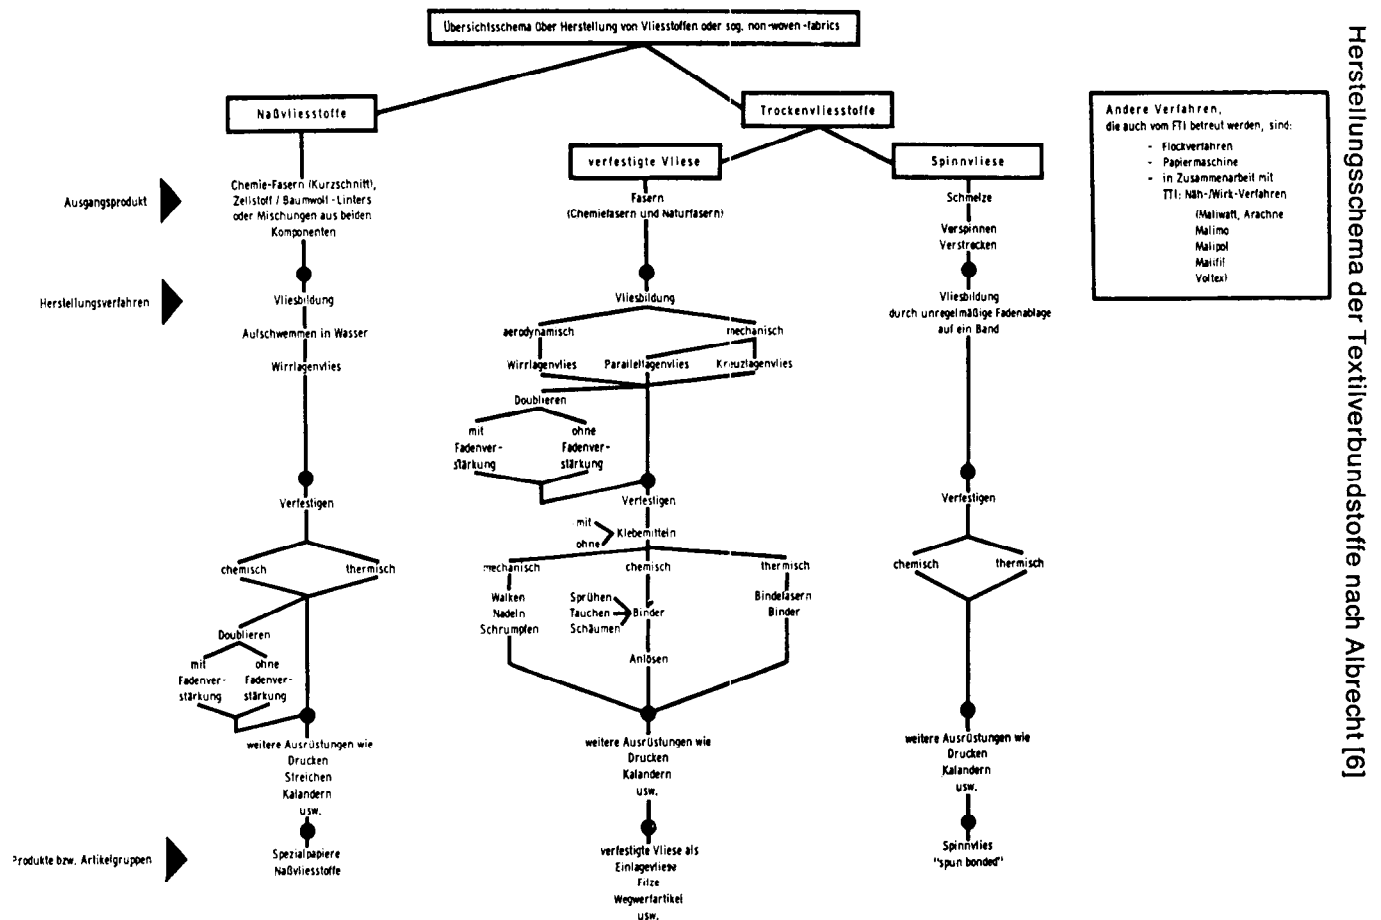 Übersichtsschema über Herstellung von Vliesstoffen oder sog. non-woven-fabrics
Naßvliesstoffe
Trockenvliesstoffe
verfestigte Vliese
Spinnvliese
Andere Verfahren,
die auch vom FTI betreut werden, sind:
- Flockverfahren
- Papiermaschine
- in Zusammenarbeit mit
TTI: Näh-/Wirk-Verfahren
(Maliwatt, Arachne
Malimo
Malipol
Malifil
Voltex)
Herstellungsschema der Textilverbundstoffe nach Albrecht [6]
Ausgangsprodukt
Chemie-Fasern (Kurzschnitt),
Zellstoff / Baumwoll-Linters
oder Mischungen aus beiden
Komponenten
Fasern
(Chemiefasern und Naturfasern)
Schmelze
Verspinnen
Verstrecken
Herstellungsverfahren
Vliesbildung
Aufschwemmen in Wasser
Wirrlagenvlies
Verfestigen
chemisch
thermisch
Doublieren
mit
Fadenver-
stärkung
ohne
Fadenver-
stärkung
weitere Ausrüstungen wie
Drucken
Streichen
Kalandern
usw.
Vliesbildung
aerodynamisch
mechanisch
Wirrlagenvlies
Parallellagenvlies
Kreuzlagenvlies
Doublieren
mit
Fadenver-
stärkung
ohne
Fadenver-
stärkung
Verfestigen
mit
ohne
Klebemitteln
mechanisch
chemisch
thermisch
Walken
Nadeln
Schrumpfen
Sprühen
Tauchen
Schäumen
Binder
Anlösen
Bindefasern
Binder
weitere Ausrüstungen wie
Drucken
Kalandern
usw.
Vliesbildung
durch unregelmäßige Fadenablage
auf ein Band
Verfestigen
chemisch
thermisch
weitere Ausrüstungen wie
Drucken
Kalandern
usw.
Produkte bzw. Artikelgruppen
Spezialpapiere
Naßvliesstoffe
verfestigte Vliese als
Einlagevliese
Filze
Wegwerfartikel
usw.
Spinnvlies
"spun bonded"